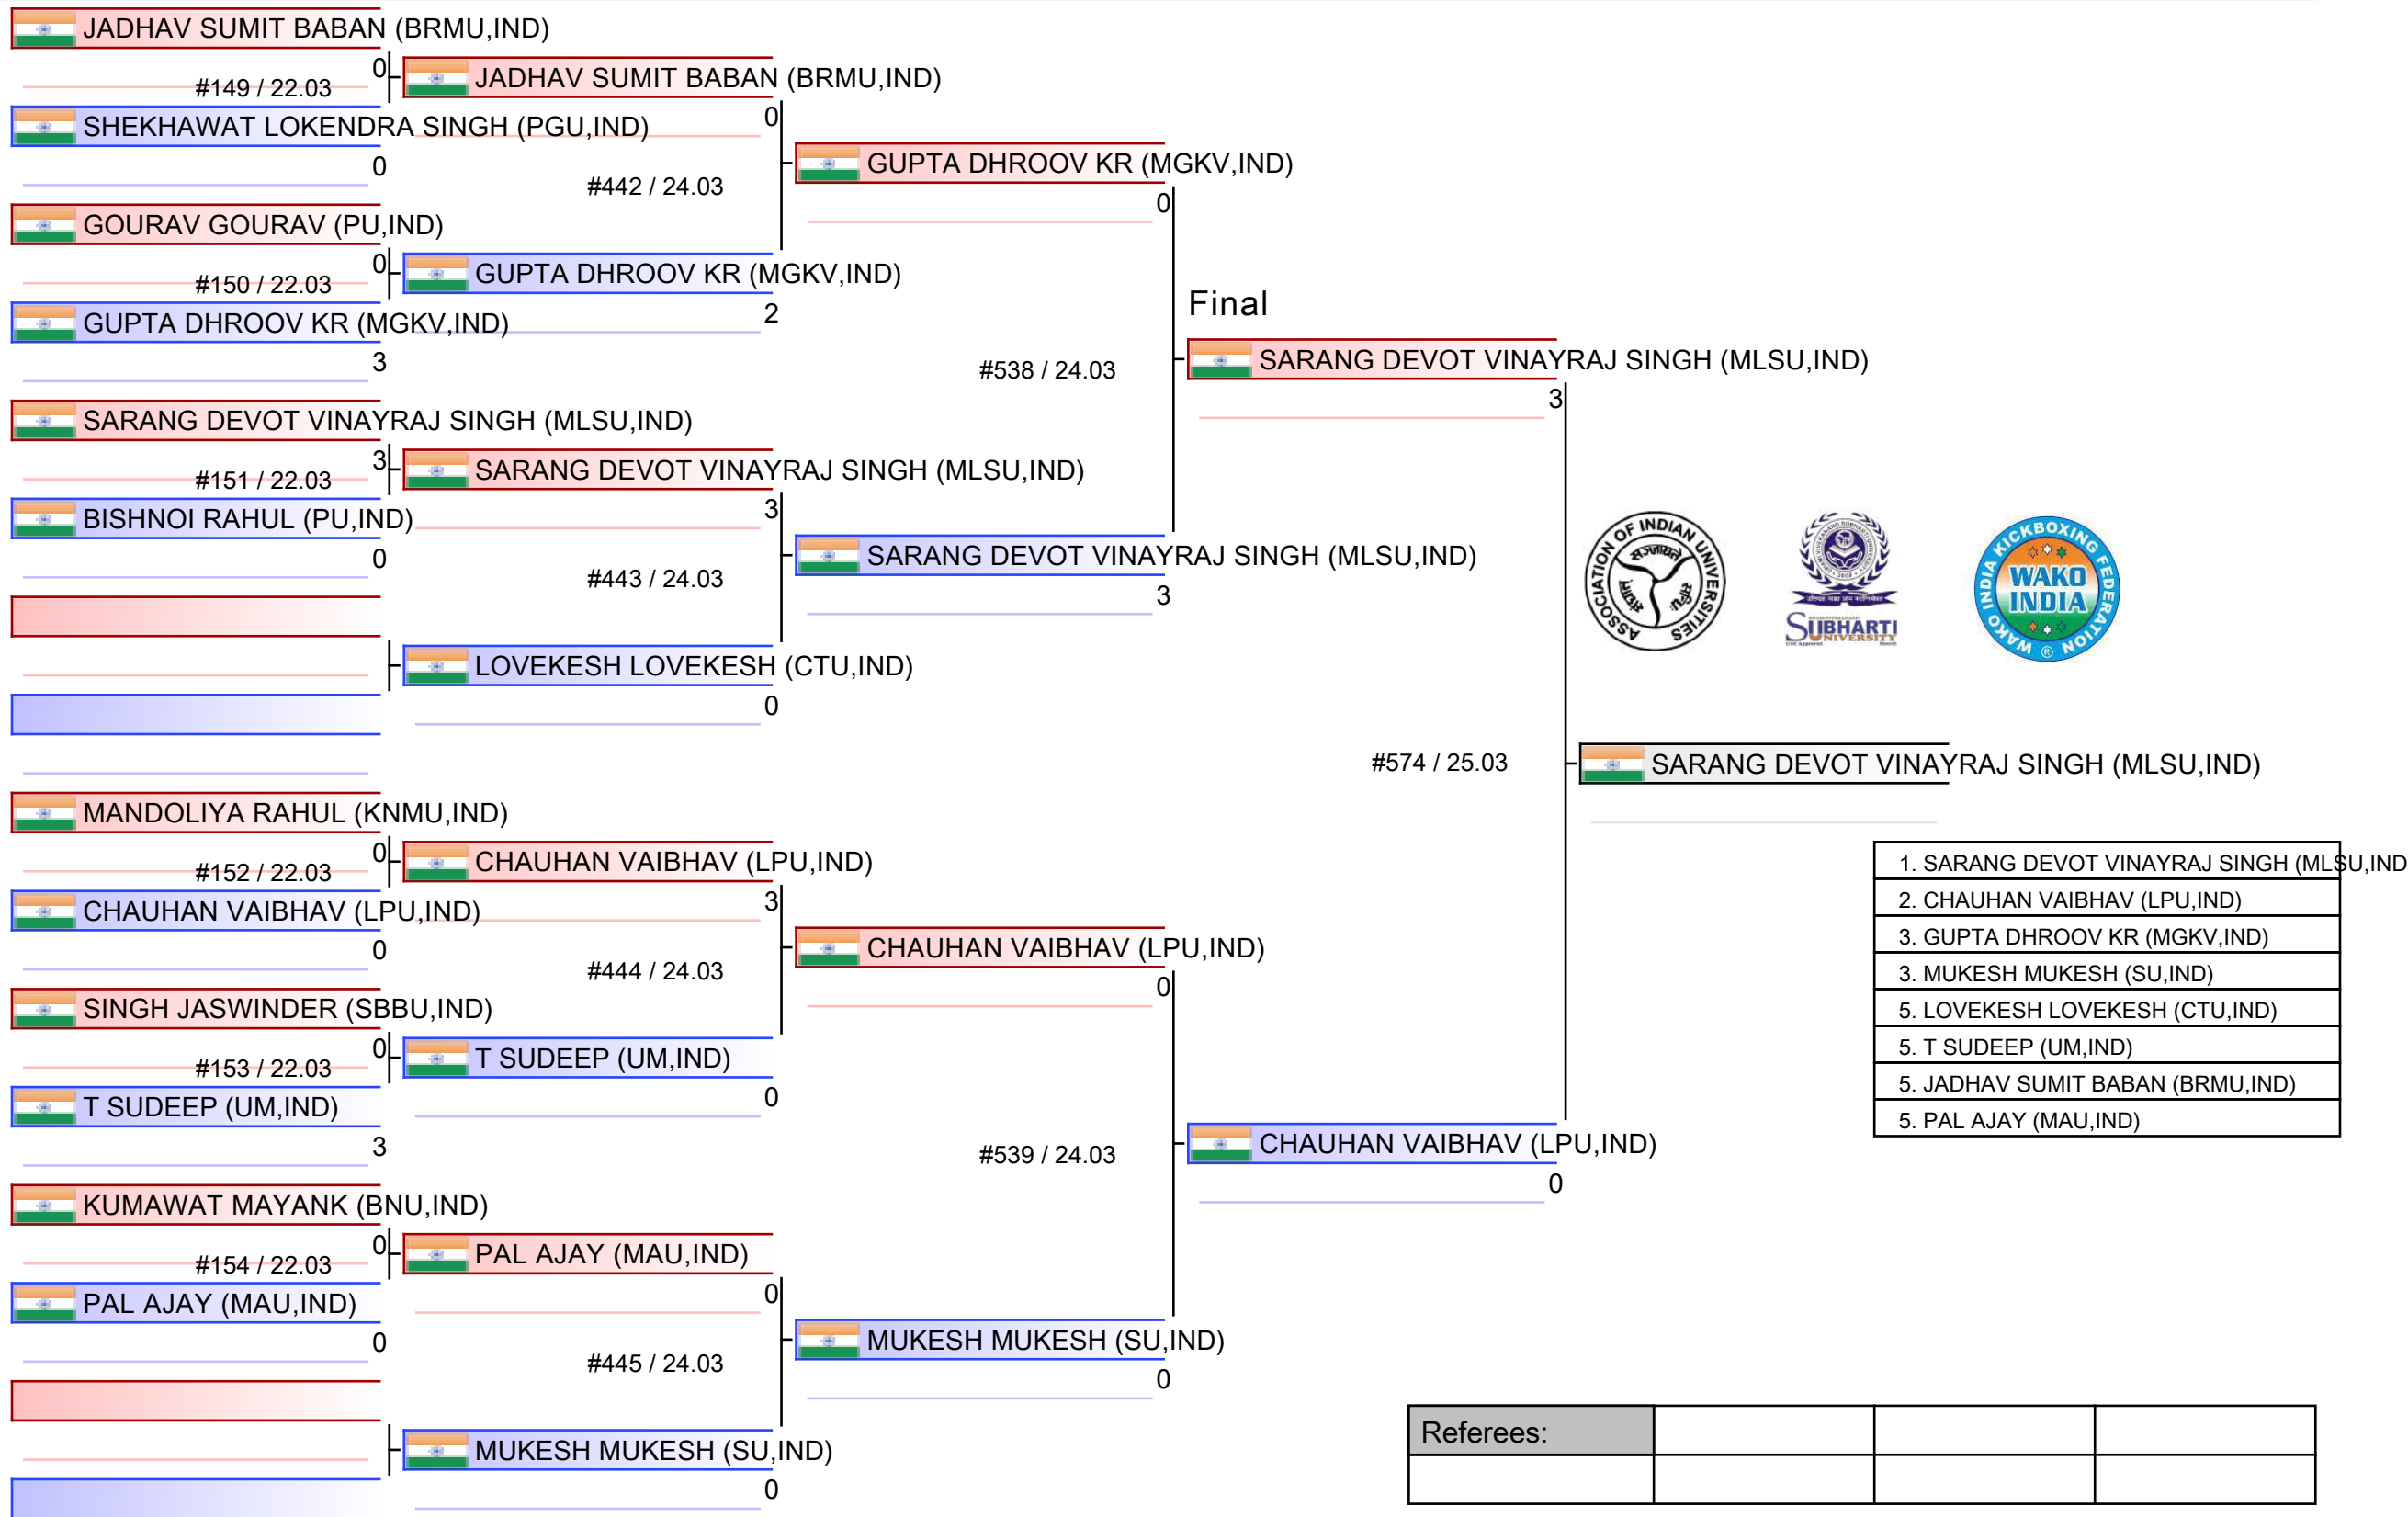 JADHAV SUMIT BABAN (BRMU,IND)
0
#149 / 22.03
SHEKHAWAT LOKENDRA SINGH (PGU,IND)
0
GOURAV GOURAV (PU,IND)
0
#150 / 22.03
GUPTA DHROOV KR (MGKV,IND)
3
SARANG DEVOT VINAYRAJ SINGH (MLSU,IND)
3
#151 / 22.03
BISHNOI RAHUL (PU,IND)
0
MANDOLIYA RAHUL (KNMU,IND)
0
#152 / 22.03
CHAUHAN VAIBHAV (LPU,IND)
0
SINGH JASWINDER (SBBU,IND)
0
#153 / 22.03
T SUDEEP (UM,IND)
3
KUMAWAT MAYANK (BNU,IND)
0
#154 / 22.03
PAL AJAY (MAU,IND)
0
JADHAV SUMIT BABAN (BRMU,IND)
0
#442 / 24.03
GUPTA DHROOV KR (MGKV,IND)
2
SARANG DEVOT VINAYRAJ SINGH (MLSU,IND)
3
#443 / 24.03
LOVEKESH LOVEKESH (CTU,IND)
0
CHAUHAN VAIBHAV (LPU,IND)
3
#444 / 24.03
T SUDEEP (UM,IND)
0
PAL AJAY (MAU,IND)
0
#445 / 24.03
MUKESH MUKESH (SU,IND)
0
GUPTA DHROOV KR (MGKV,IND)
0
#538 / 24.03
SARANG DEVOT VINAYRAJ SINGH (MLSU,IND)
3
CHAUHAN VAIBHAV (LPU,IND)
0
#539 / 24.03
MUKESH MUKESH (SU,IND)
0
Final
SARANG DEVOT VINAYRAJ SINGH (MLSU,IND)
3
#574 / 25.03
CHAUHAN VAIBHAV (LPU,IND)
0
ASSOCIATION OF INDIAN UNIVERSITIES
SUBHARTI
UNIVERSITY
WAKO INDIA KICKBOXING FEDERATION ®
WAKO
INDIA
SARANG DEVOT VINAYRAJ SINGH (MLSU,IND)
1. SARANG DEVOT VINAYRAJ SINGH (MLSU,IND
2. CHAUHAN VAIBHAV (LPU,IND)
3. GUPTA DHROOV KR (MGKV,IND)
3. MUKESH MUKESH (SU,IND)
5. LOVEKESH LOVEKESH (CTU,IND)
5. T SUDEEP (UM,IND)
5. JADHAV SUMIT BABAN (BRMU,IND)
5. PAL AJAY (MAU,IND)
Referees: